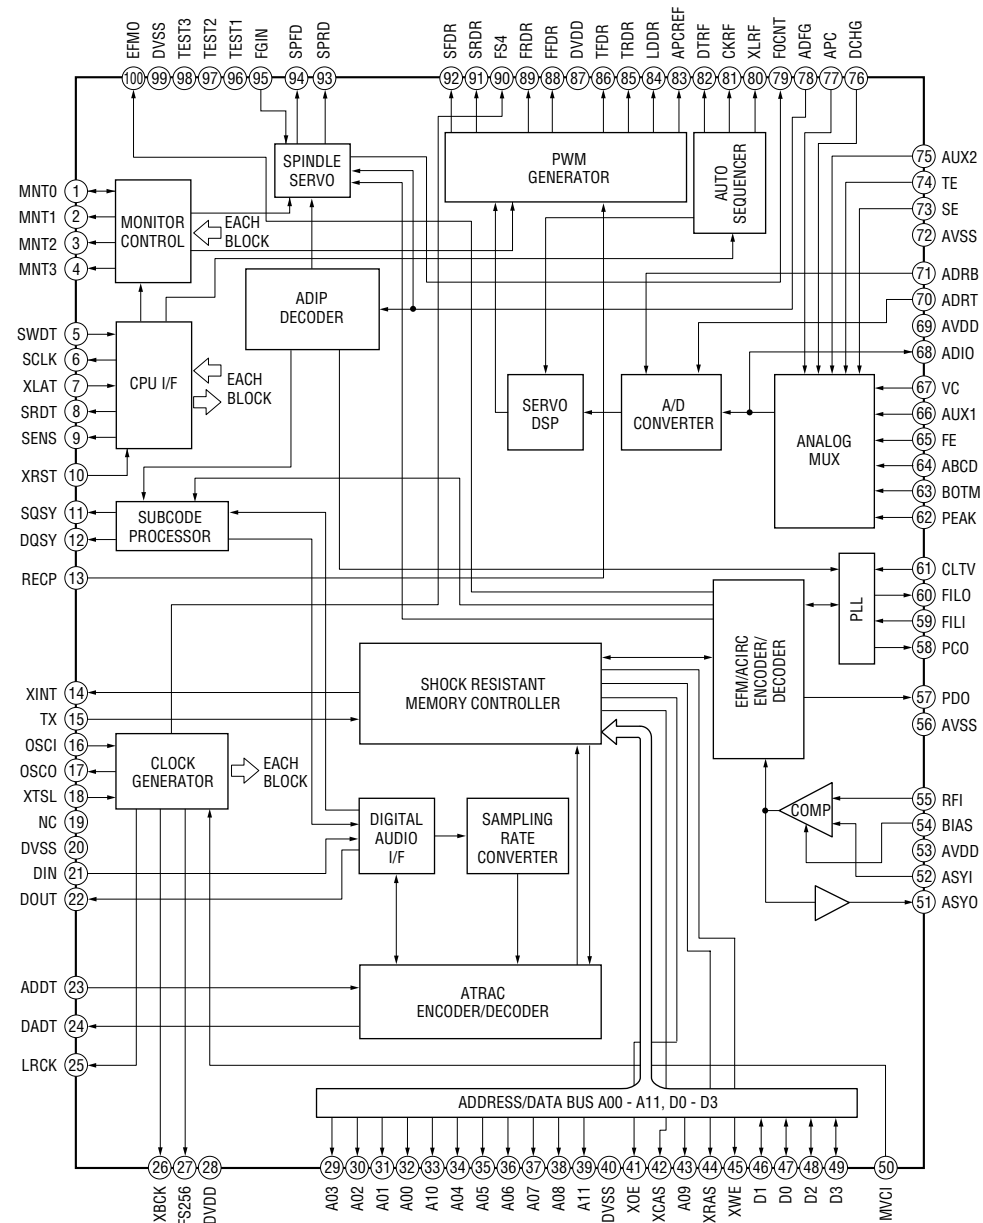 EFMO
DVSS
TEST3
TEST2
TEST1
FGIN
SPFD
SPRD
SFDR
SRDR
FS4
FRDR
FFDR
DVDD
TFDR
TRDR
LDDR
APCREF
DTRF
CKRF
XLRF
F0CNT
ADFG
APC
DCHG
100
99
98
97
96
95
94
93
92
91
90
89
88
87
86
85
84
83
82
81
80
79
78
77
76
MNT0 1
MNT1 2
MNT2 3
MNT3 4
SWDT 5
SCLK 6
XLAT 7
SRDT 8
SENS 9
XRST 10
SQSY 11
DQSY 12
RECP 13
XINT 14
TX 15
OSCI 16
OSCO 17
XTSL 18
NC 19
DVSS 20
DIN 21
DOUT 22
ADDT 23
DADT 24
LRCK 25
SPINDLE
SERVO
PWM
GENERATOR
AUTO
SEQUENCER
MONITOR
CONTROL
EACH
BLOCK
ADIP
DECODER
CPU I/F
EACH
BLOCK
SERVO
DSP
A/D
CONVERTER
ANALOG
MUX
SUBCODE
PROCESSOR
PLL
EFM/ACIRC
ENCODER/
DECODER
SHOCK RESISTANT
MEMORY CONTROLLER
CLOCK
GENERATOR
EACH
BLOCK
COMP
DIGITAL
AUDIO
I/F
SAMPLING
RATE
CONVERTER
ATRAC
ENCODER/DECODER
ADDRESS/DATA BUS A00 - A11, D0 - D3
75 AUX2
74 TE
73 SE
72 AVSS
71 ADRB
70 ADRT
69 AVDD
68 ADIO
67 VC
66 AUX1
65 FE
64 ABCD
63 BOTM
62 PEAK
61 CLTV
60 FILO
59 FILI
58 PCO
57 PDO
56 AVSS
55 RFI
54 BIAS
53 AVDD
52 ASYI
51 ASYO
26
27
28
29
30
31
32
33
34
35
36
37
38
39
40
41
42
43
44
45
46
47
48
49
50
XBCK
FS256
DVDD
A03
A02
A01
A00
A10
A04
A05
A06
A07
A08
A11
DVSS
XOE
XCAS
A09
XRAS
XWE
D1
D0
D2
D3
MVCI